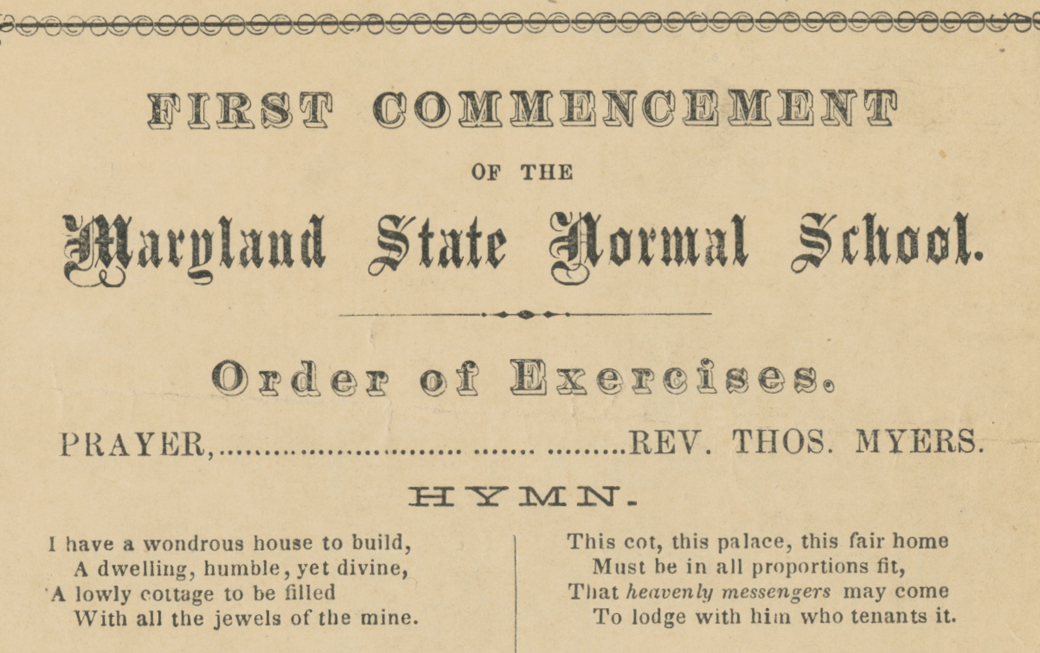 FIRST COMMENCEMENT
OF THE
Maryland State Normal School.
Order of Exercises.
PRAYER,................................................REV. THOS. MYERS.
HYMN.
I have a wondrous house to build,
A dwelling, humble, yet divine,
A lowly cottage to be filled
With all the jewels of the mine.
This cot, this palace, this fair home
Must be in all proportions fit,
That heavenly messengers may come
To lodge with him who tenants it.